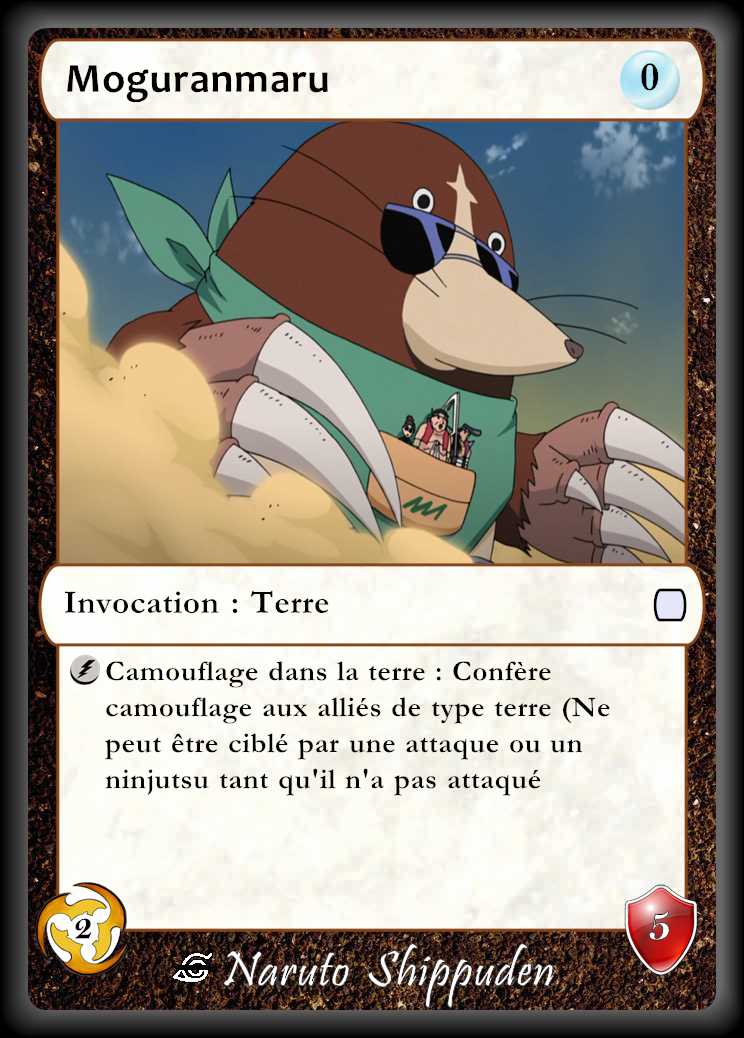 Moguranmaru
0
Invocation : Terre
Camouflage dans la terre : Confère
camouflage aux alliés de type terre (Ne
peut être ciblé par une attaque ou un
ninjutsu tant qu'il n'a pas attaqué
2
5
Naruto Shippuden